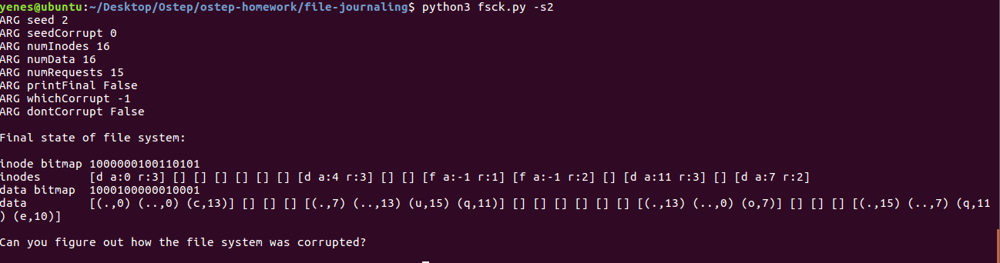 yenes@ubuntu:~/Desktop/Ostep/ostep-homework/file-journaling$ python3 fsck.py -s2
ARG seed 2
ARG seedCorrupt 0
ARG numInodes 16
ARG numData 16
ARG numRequests 15
ARG printFinal False
ARG whichCorrupt -1
ARG dontCorrupt False
Final state of file system:
inode bitmap 1000000100110101
inodes       [d a:0 r:3] [] [] [] [] [] [] [d a:4 r:3] [] [] [f a:-1 r:1] [f a:-1 r:2] [] [d a:11 r:3] [] [d a:7 r:2]
data bitmap  1000100000010001
data         [(.,0) (..,0) (c,13)] [] [] [] [(.,7) (..,13) (u,15) (q,11)] [] [] [] [] [] [] [(.,13) (..,0) (o,7)] [] [] [] [(.,15) (..,7) (q,11
) (e,10)]
Can you figure out how the file system was corrupted?